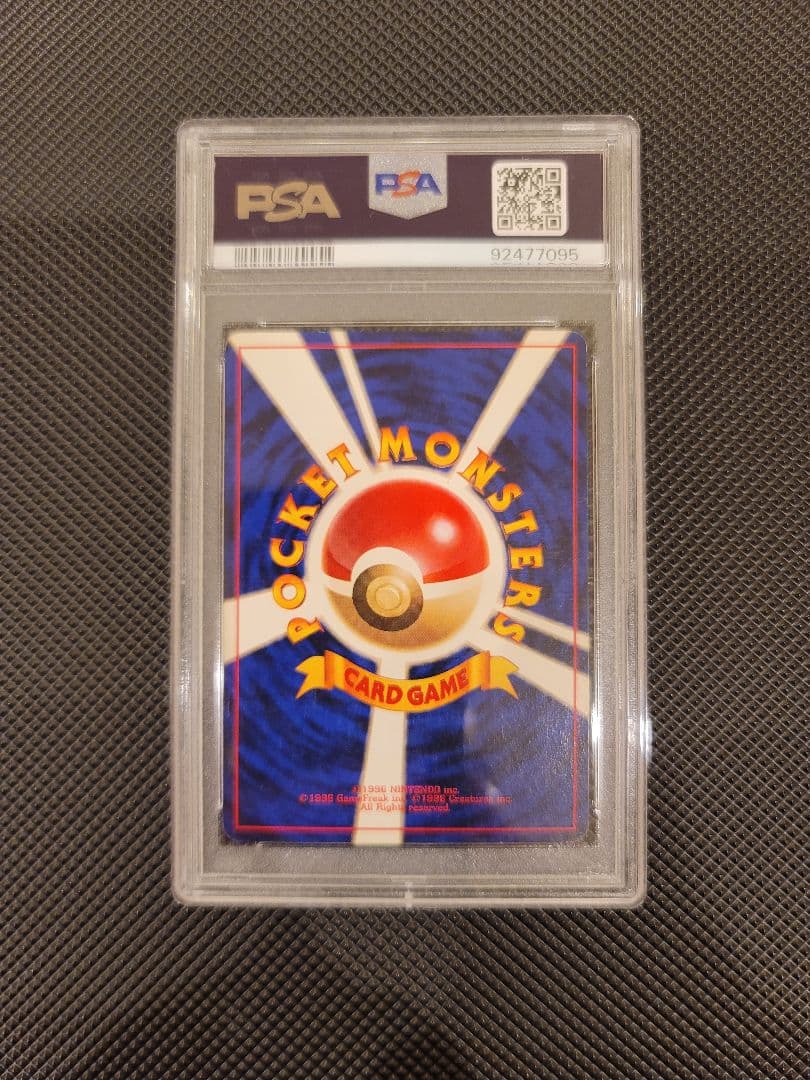 PSA
PSA
92477095
POCKET MONSTERS
CARD GAME
©1996 NINTENDO inc.
©1996 GameFreak inc. ©1996 Creatures inc.
All Rights reserved.